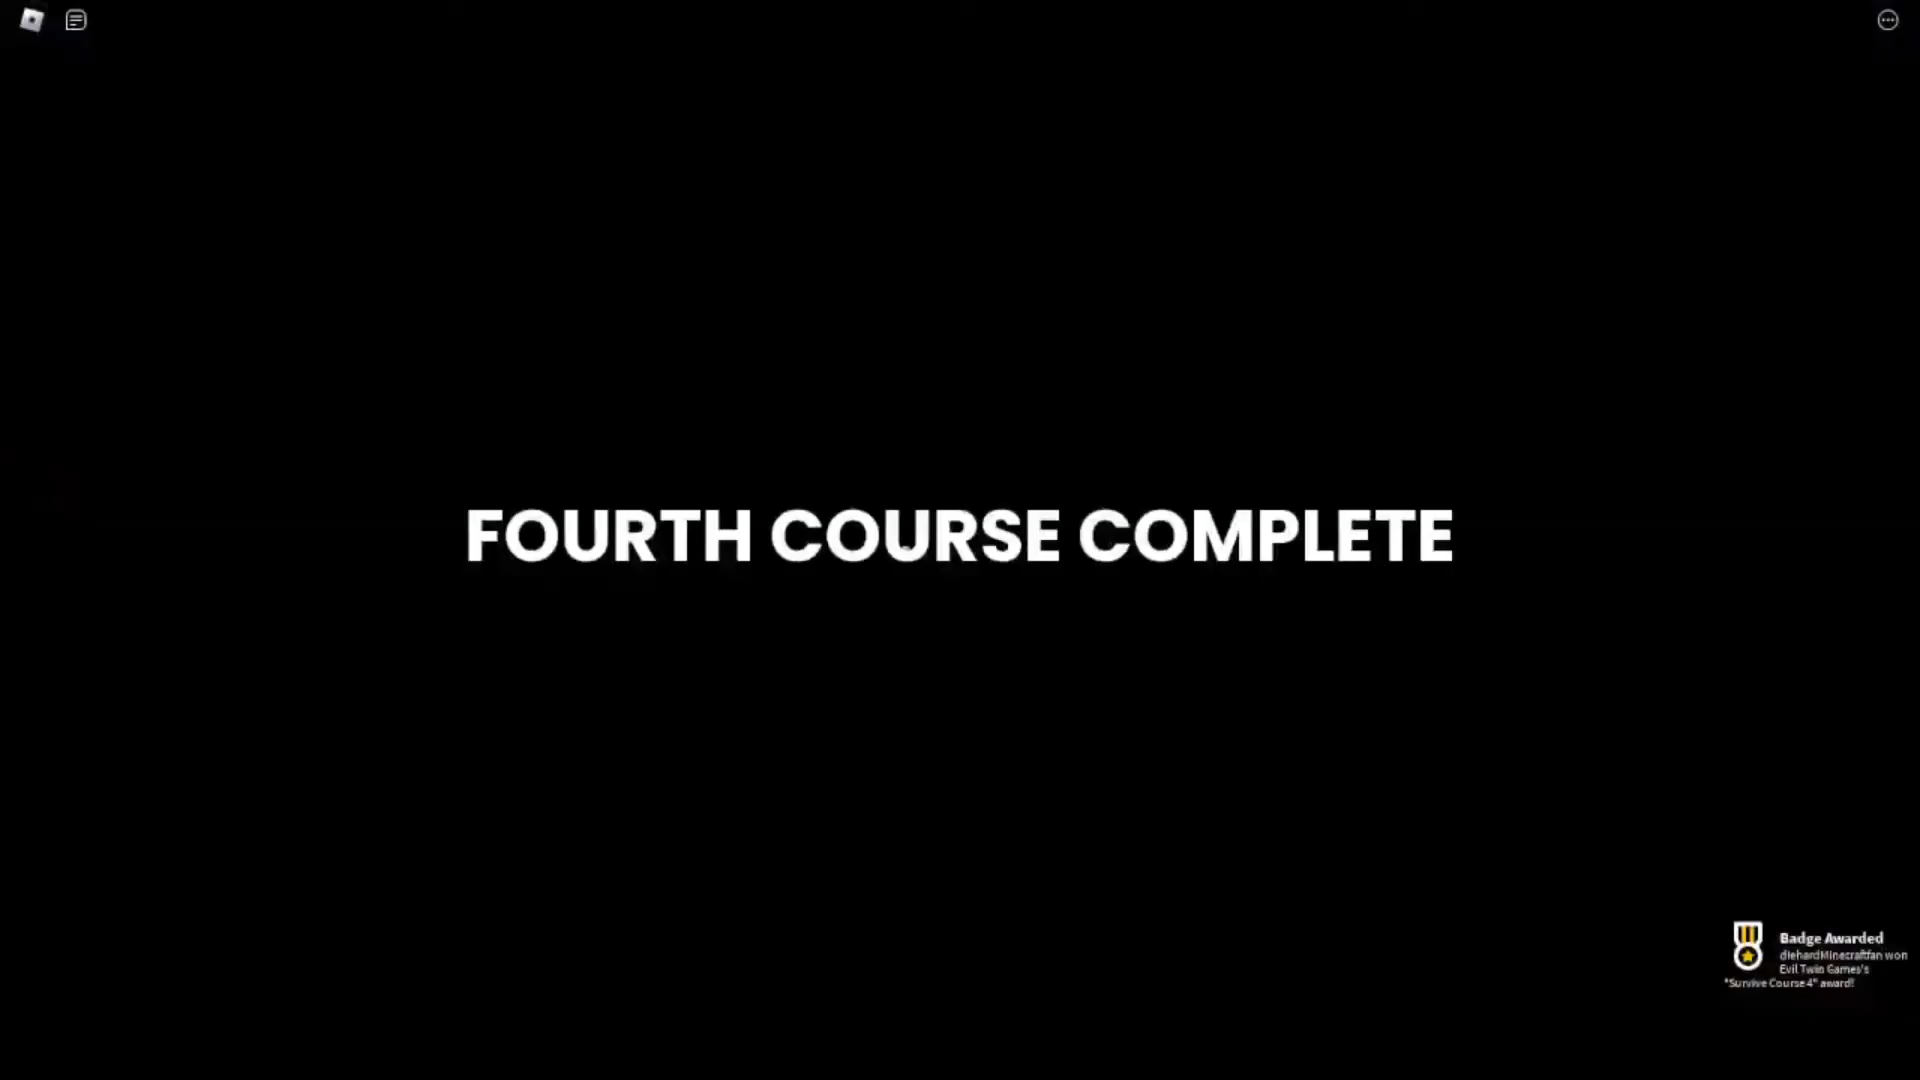 FOURTH COURSE COMPLETE
Badge Awarded
diehardMinecraftfan won
Evil Twin Games's
"Survive Course 4" award!